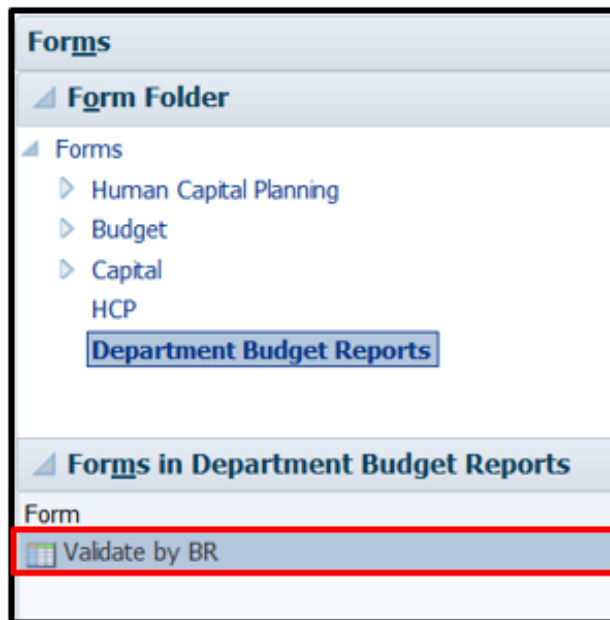 Forms
Form Folder
Forms
Human Capital Planning
Budget
Capital
HCP
Department Budget Reports
Forms in Department Budget Reports
Form
Validate by BR